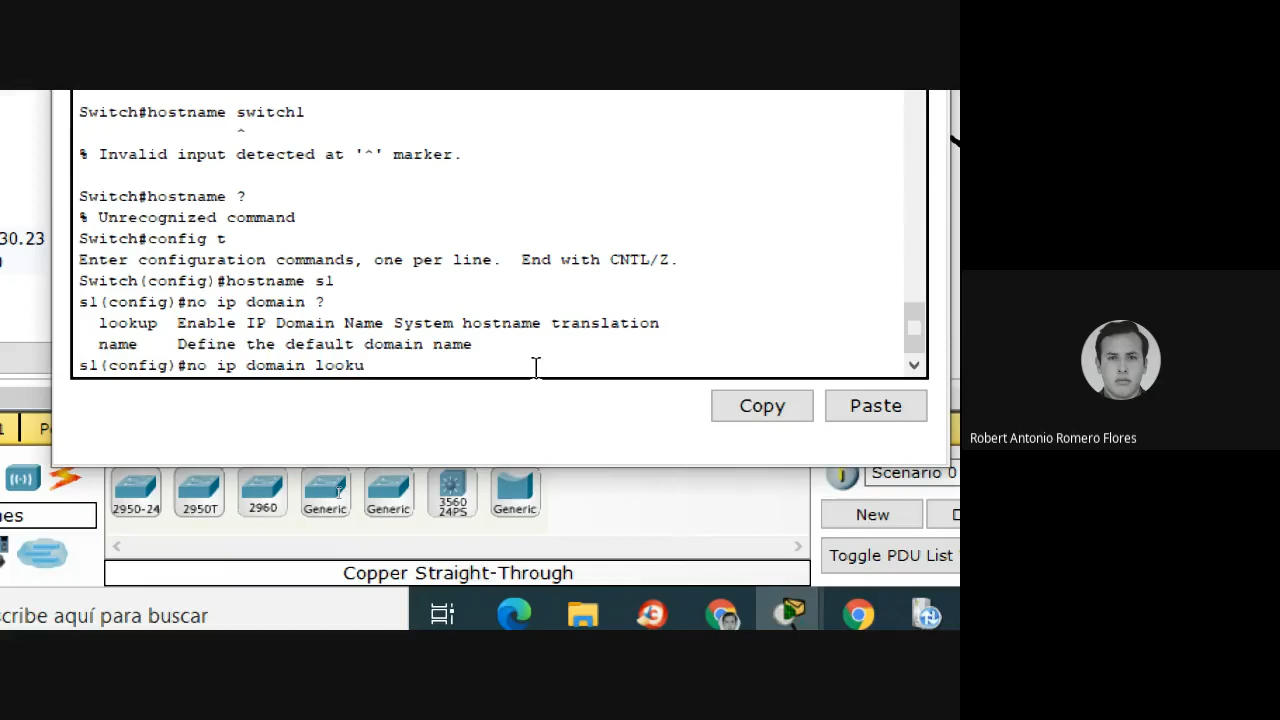 Switch#hostname switch1
^
% Invalid input detected at '^' marker.
Switch#hostname ?
% Unrecognized command
Switch#config t
Enter configuration commands, one per line.  End with CNTL/Z.
Switch(config)#hostname s1
s1(config)#no ip domain ?
lookup  Enable IP Domain Name System hostname translation
name    Define the default domain name
s1(config)#no ip domain looku
30.23
Copy
Paste
2950-24
2950T
2960
Generic
Generic
3560
24PS
Generic
Scenario 0
New
Toggle PDU List
Copper Straight-Through
cribe aquí para buscar
Robert Antonio Romero Flores